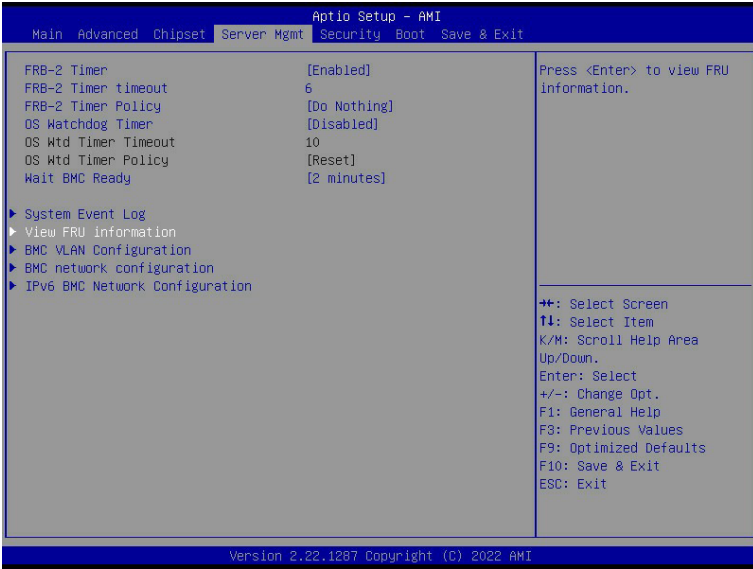 Aptio Setup – AMI
Main Advanced Chipset Server Mgmt Security Boot Save & Exit
FRB-2 Timer [Enabled]
FRB-2 Timer timeout 6
FRB-2 Timer Policy [Do Nothing]
OS Watchdog Timer [Disabled]
OS Wtd Timer Timeout 10
OS Wtd Timer Policy [Reset]
Wait BMC Ready [2 minutes]
▶ System Event Log
▶ View FRU information
▶ BMC VLAN Configuration
▶ BMC network configuration
▶ IPv6 BMC Network Configuration
Press <Enter> to view FRU
information.
→←: Select Screen
↑↓: Select Item
K/M: Scroll Help Area
Up/Down.
Enter: Select
+/-: Change Opt.
F1: General Help
F3: Previous Values
F9: Optimized Defaults
F10: Save & Exit
ESC: Exit
Version 2.22.1287 Copyright (C) 2022 AMI